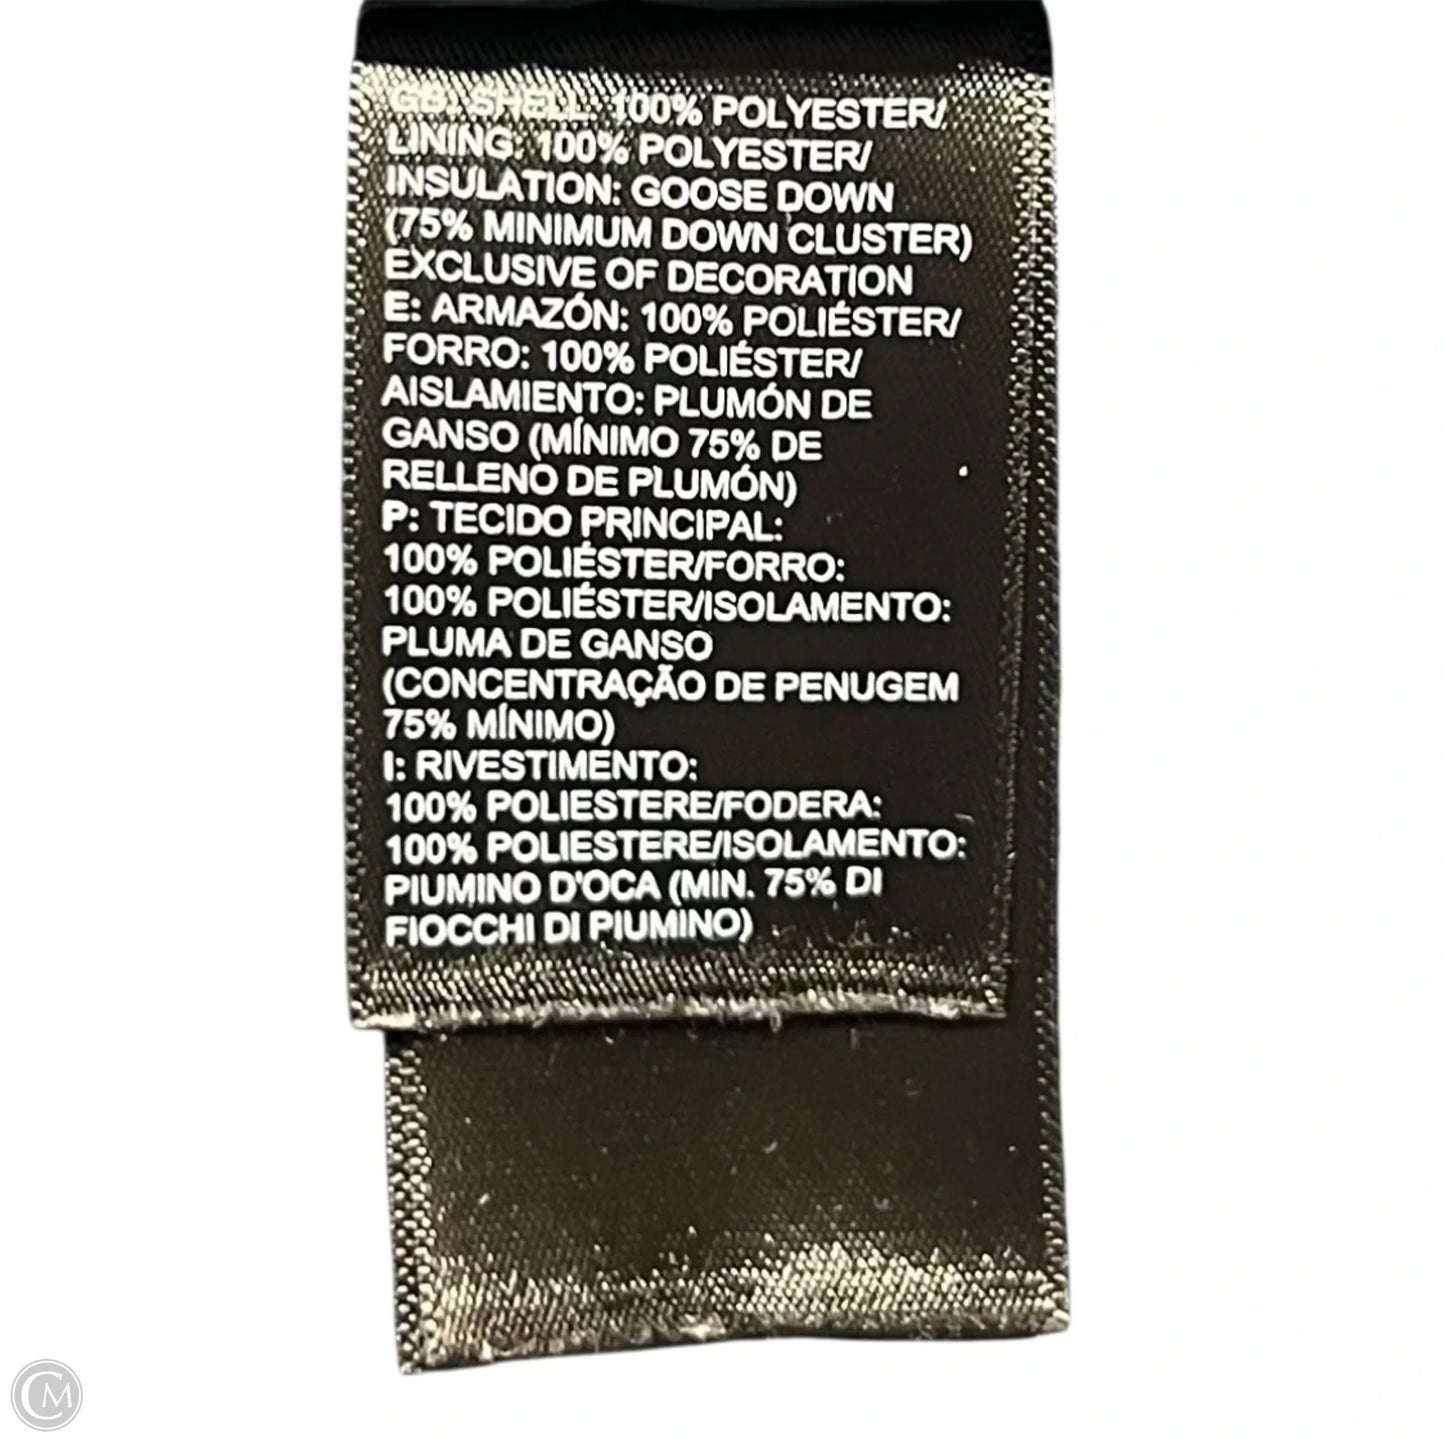 GB: SHELL: 100% POLYESTER/
LINING: 100% POLYESTER/
INSULATION: GOOSE DOWN
(75% MINIMUM DOWN CLUSTER)
EXCLUSIVE OF DECORATION
E: ARMAZÓN: 100% POLIÉSTER/
FORRO: 100% POLIÉSTER/
AISLAMIENTO: PLUMÓN DE
GANSO (MÍNIMO 75% DE
RELLENO DE PLUMÓN)
P: TECIDO PRINCIPAL:
100% POLIÉSTER/FORRO:
100% POLIÉSTER/ISOLAMENTO:
PLUMA DE GANSO
(CONCENTRAÇÃO DE PENUGEM
75% MÍNIMO)
I: RIVESTIMENTO:
100% POLIESTERE/FODERA:
100% POLIESTERE/ISOLAMENTO:
PIUMINO D'OCA (MIN. 75% DI
FIOCCHI DI PIUMINO)
CM